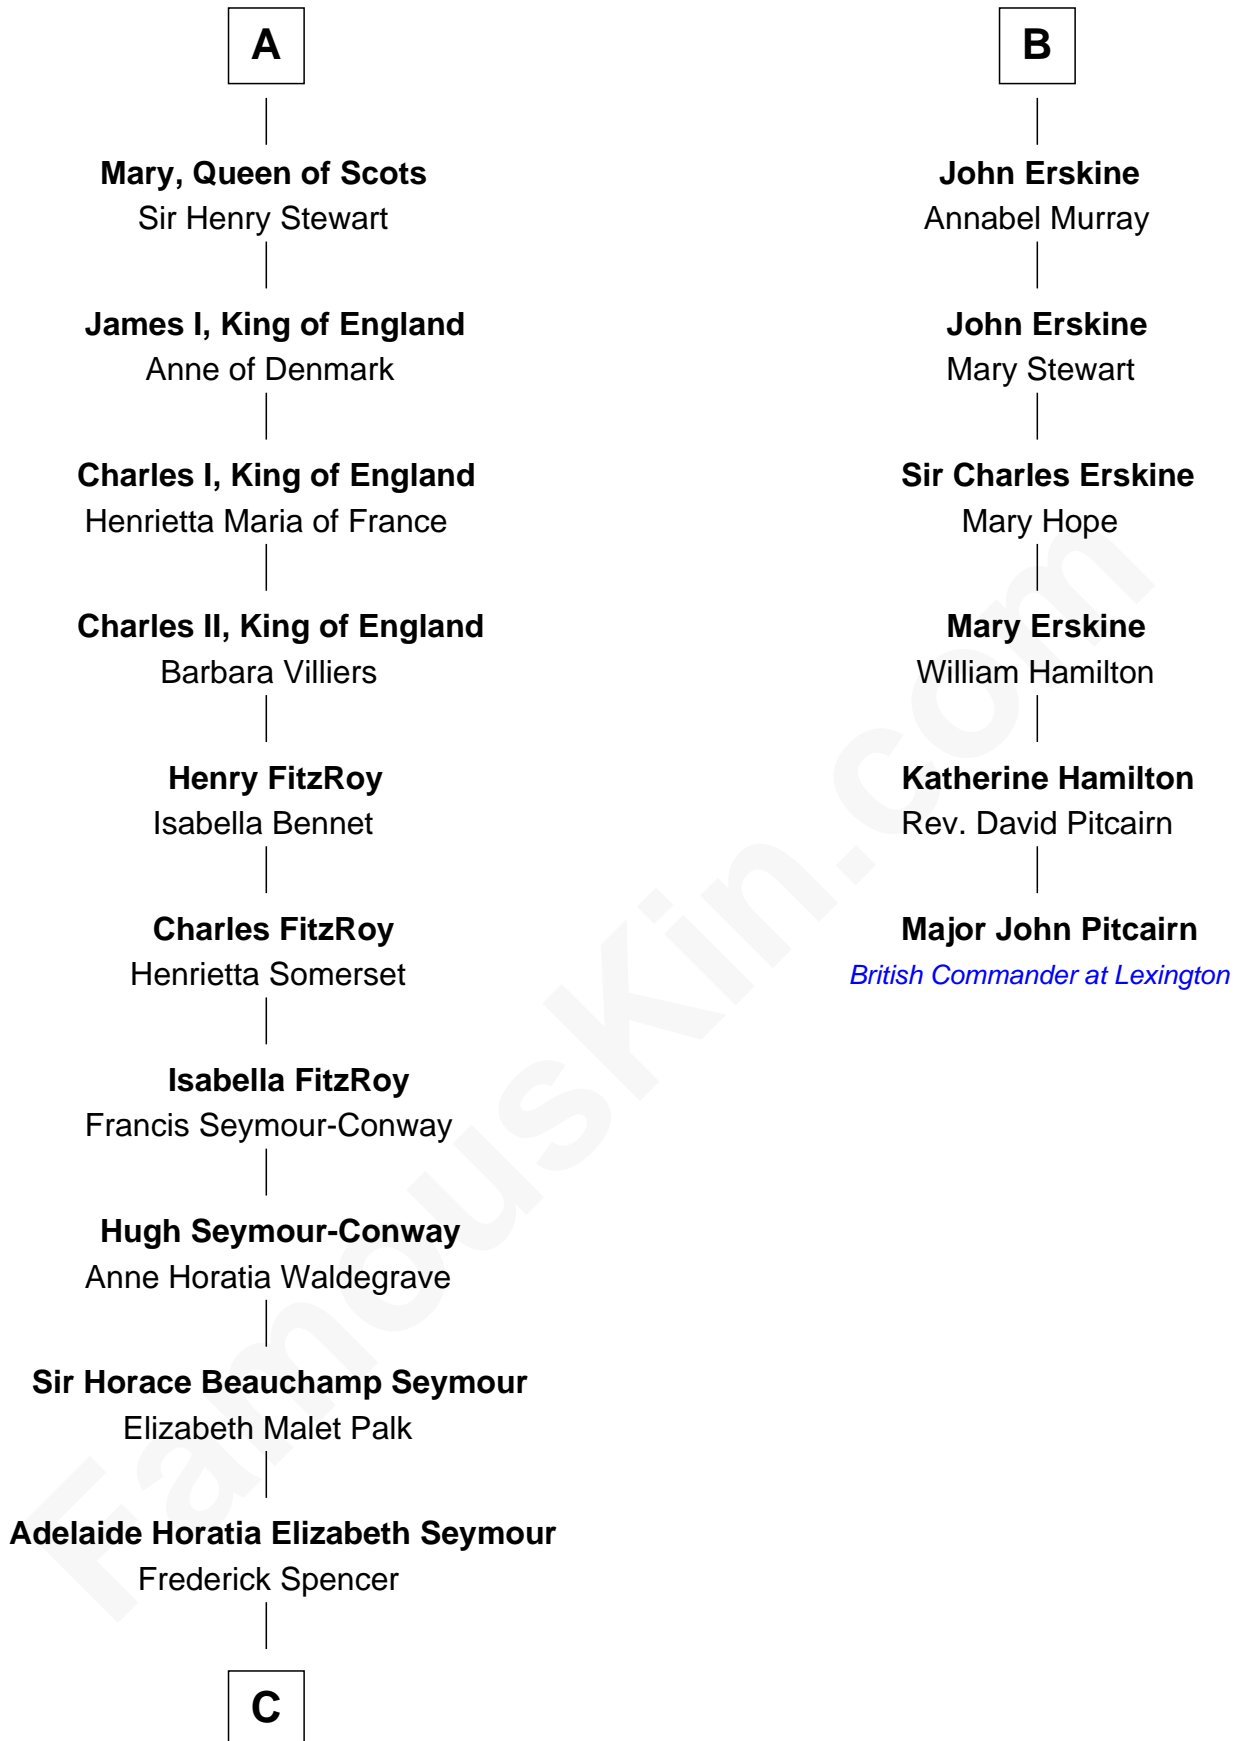 A
Mary, Queen of Scots
Sir Henry Stewart
James I, King of England
Anne of Denmark
Charles I, King of England
Henrietta Maria of France
Charles II, King of England
Barbara Villiers
Henry FitzRoy
Isabella Bennet
Charles FitzRoy
Henrietta Somerset
Isabella FitzRoy
Francis Seymour-Conway
Hugh Seymour-Conway
Anne Horatia Waldegrave
Sir Horace Beauchamp Seymour
Elizabeth Malet Palk
Adelaide Horatia Elizabeth Seymour
Frederick Spencer
C
B
John Erskine
Annabel Murray
John Erskine
Mary Stewart
Sir Charles Erskine
Mary Hope
Mary Erskine
William Hamilton
Katherine Hamilton
Rev. David Pitcairn
Major John Pitcairn
British Commander at Lexington
FamousKin.com